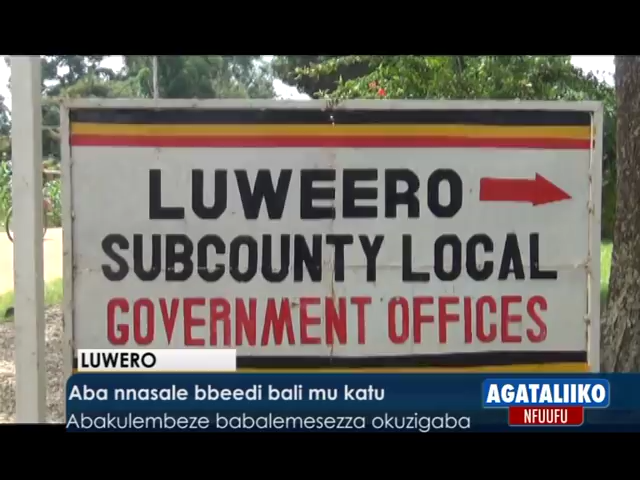 LUWEERO
SUBCOUNTY LOCAL
GOVERNMENT OFFICES
LUWERO
Aba nnasale bbeedi bali mu katu
Abakulembeze babalemesezza okuzigaba
AGATALIIKO
NFUUFU